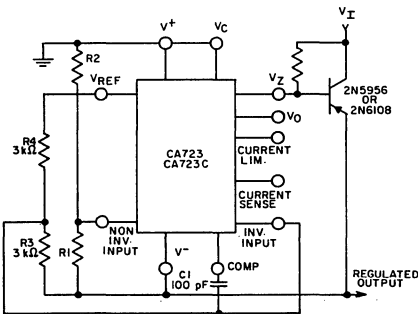 V+
VC
VI
R2
VREF
VZ
2N5956
OR
2N6108
VO
R4
3kΩ
CA723
CA723C
CURRENT
LIM.
CURRENT
SENSE
NON
INV.
INPUT
INV.
INPUT
R3
3kΩ
R1
V-
C1
100 pF
COMP
REGULATED
OUTPUT